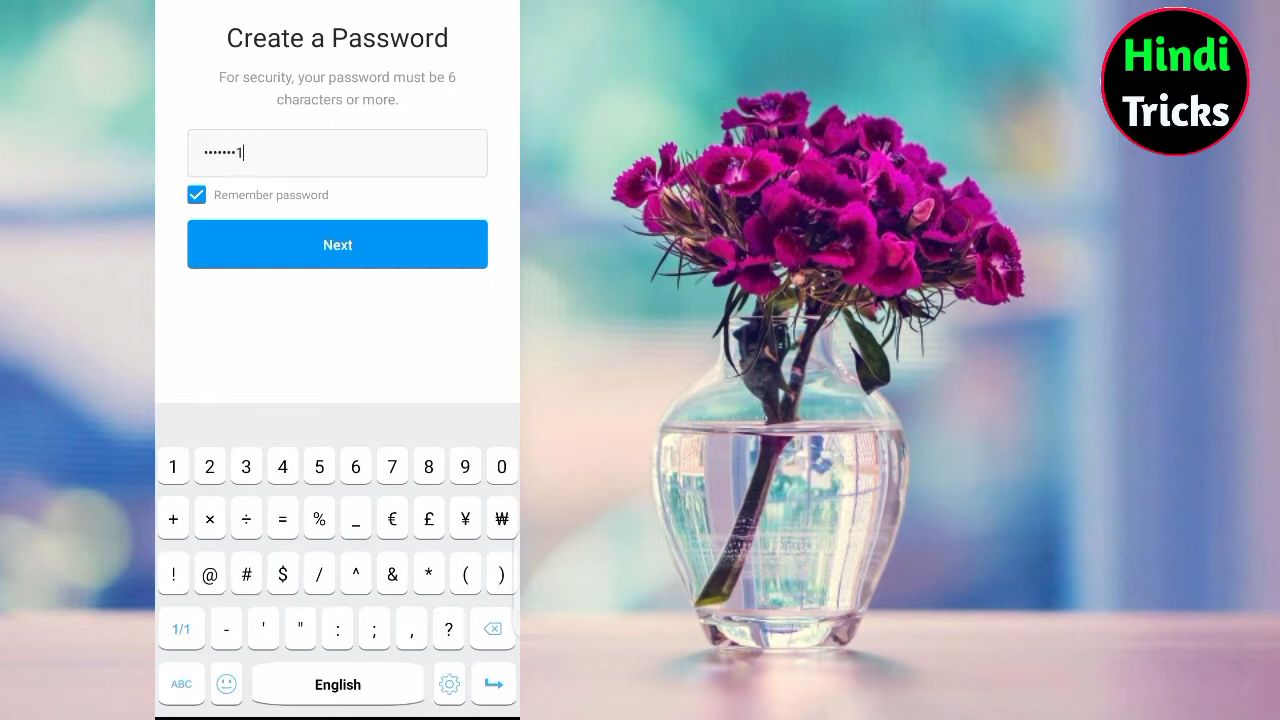 Create a Password
For security, your password must be 6
characters or more.
•••••••1
Remember password
Next
1 2 3 4 5 6 7 8 9 0
+ × ÷ = % _ € £ ¥ ₩
! @ # $ / ^ & * ( )
1/1 - ' " : ; , ?
ABC English
Hindi
Tricks